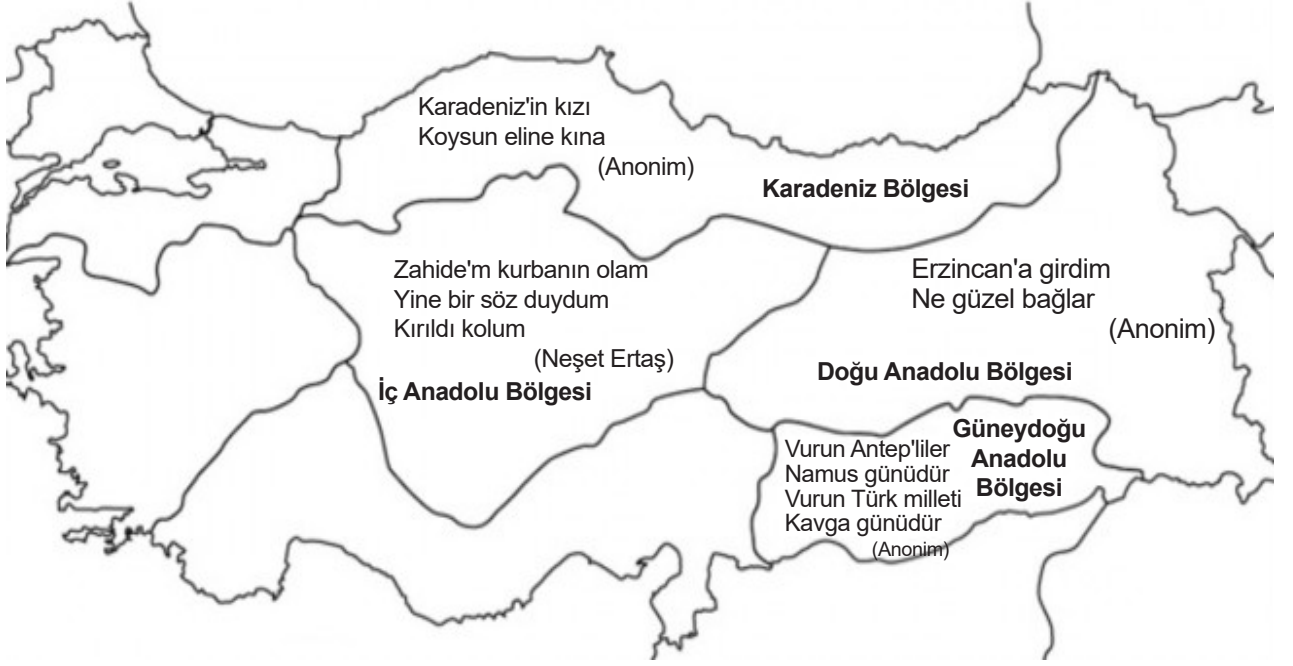 Karadeniz'in kızı
Koysun eline kına
(Anonim)
Karadeniz Bölgesi
Zahide'm kurbanın olam
Yine bir söz duydum
Kırıldı kolum
(Neşet Ertaş)
İç Anadolu Bölgesi
Erzincan'a girdim
Ne güzel bağlar
(Anonim)
Doğu Anadolu Bölgesi
Vurun Antep'liler
Namus günüdür
Vurun Türk milleti
Kavga günüdür
(Anonim)
Güneydoğu
Anadolu
Bölgesi